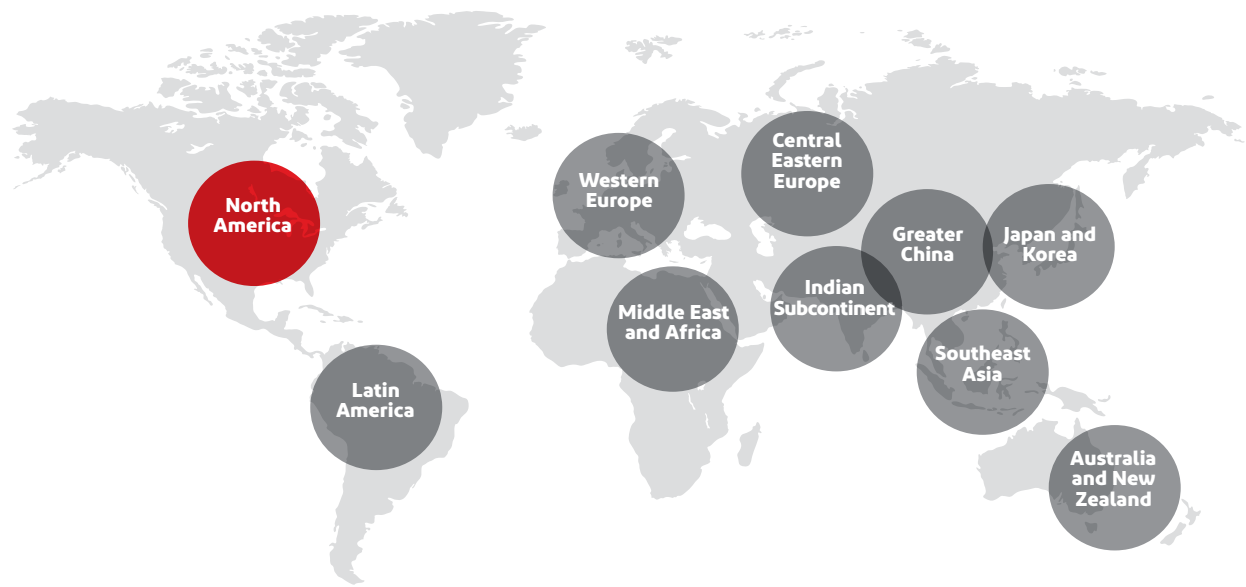 North
America
Latin
America
Western
Europe
Middle East
and Africa
Central
Eastern
Europe
Indian
Subcontinent
Greater
China
Japan and
Korea
Southeast
Asia
Australia
and New
Zealand